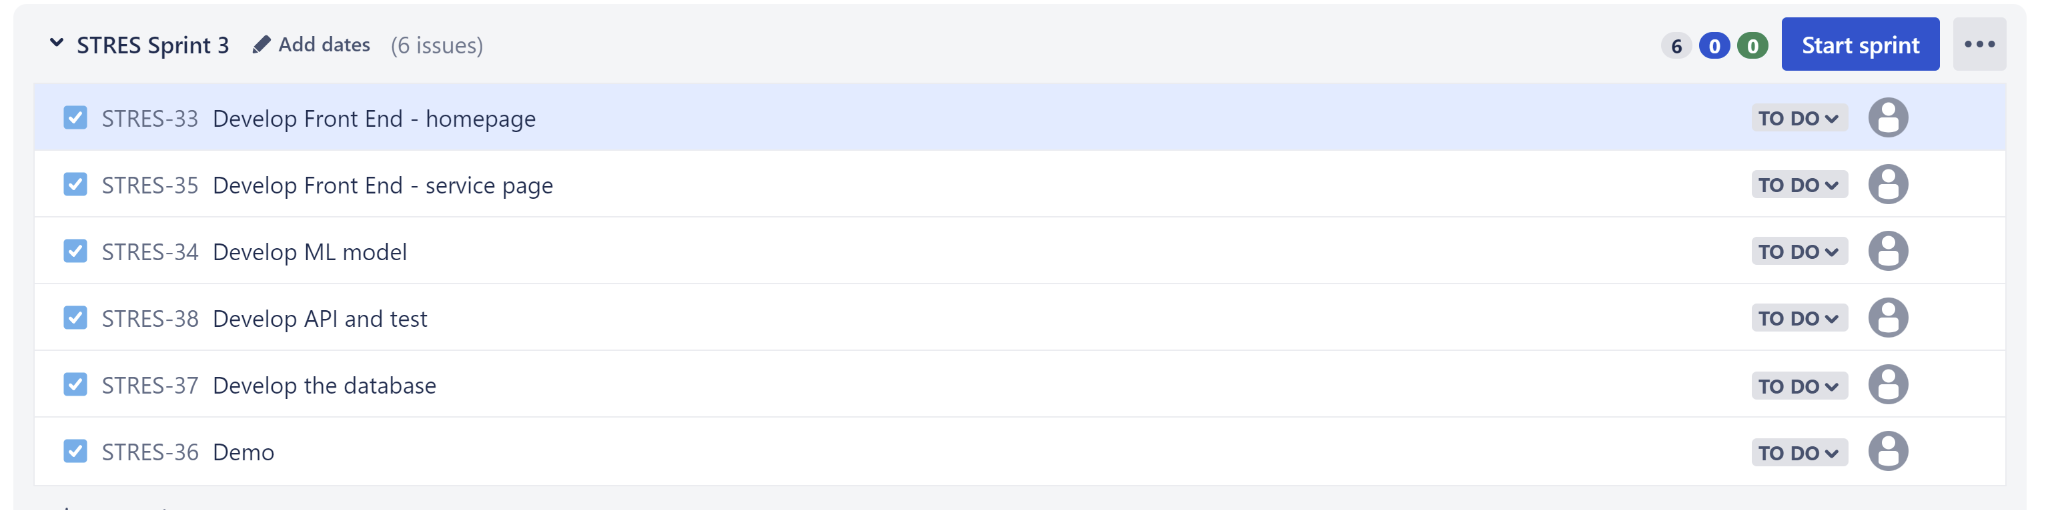 STRES Sprint 3 Add dates (6 issues) 6 0 0 Start sprint
STRES-33 Develop Front End - homepage TO DO
STRES-35 Develop Front End - service page TO DO
STRES-34 Develop ML model TO DO
STRES-38 Develop API and test TO DO
STRES-37 Develop the database TO DO
STRES-36 Demo TO DO